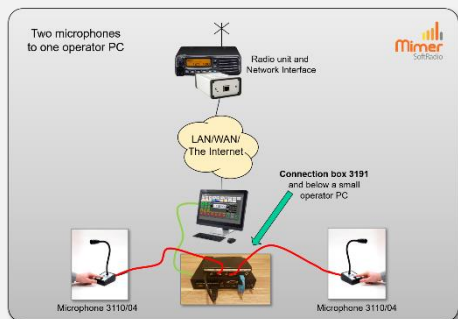 Two microphones
to one operator PC
Mimer
SoftRadio
Radio unit and
Network Interface
LAN/WAN/
The Internet
Connection box 3191
and below a small
operator PC
Microphone 3110/04
Microphone 3110/04